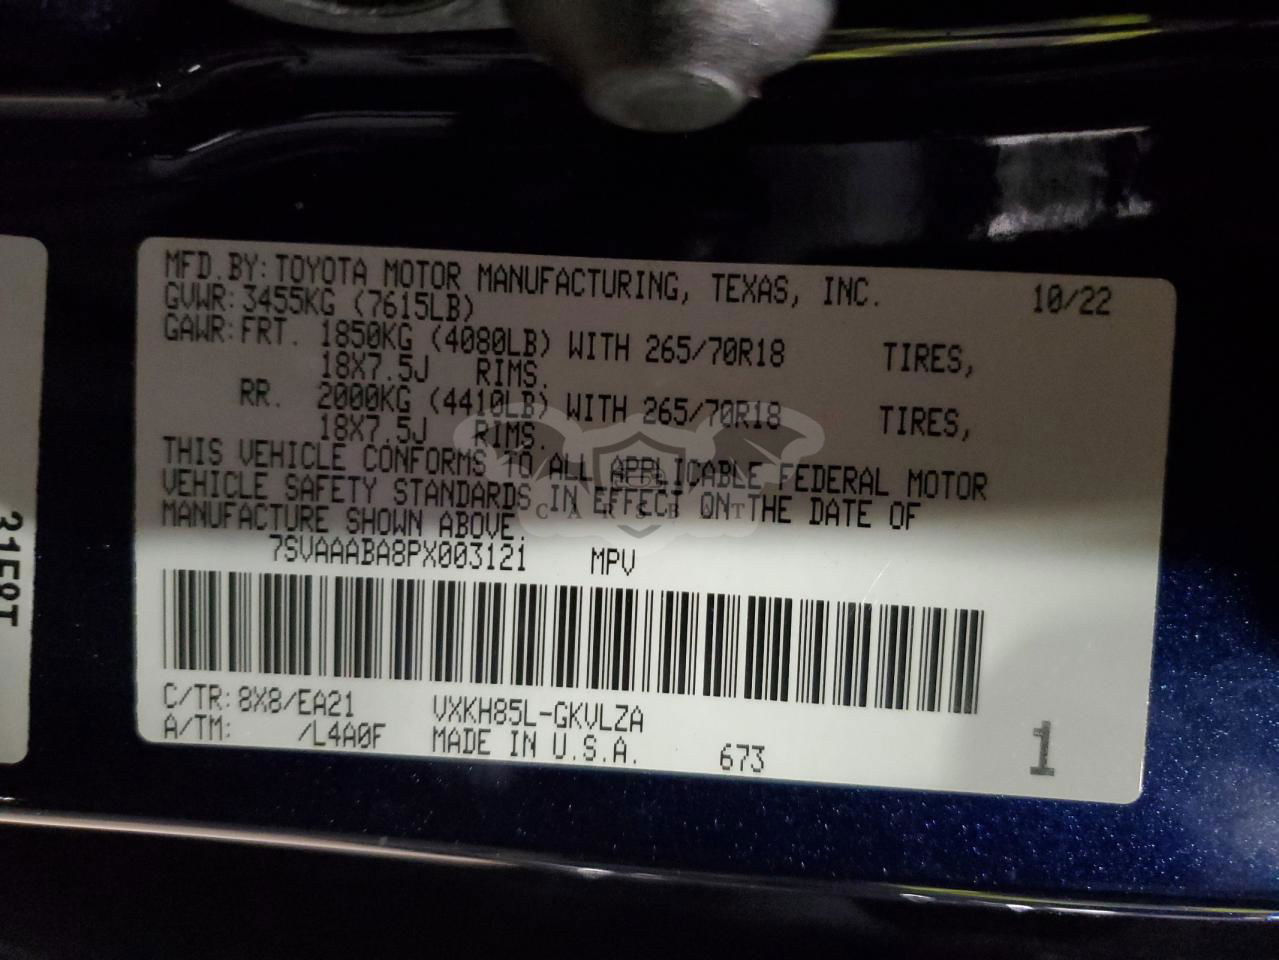 MFD.BY:TOYOTA MOTOR MANUFACTURING, TEXAS, INC. 10/22
GVWR:3455KG (7615LB)
GAWR:FRT. 1850KG (4080LB) WITH 265/70R18 TIRES,
18X7.5J RIMS.
RR. 2000KG (4410LB) WITH 265/70R18 TIRES,
18X7.5J RIMS.
THIS VEHICLE CONFORMS TO ALL APPLICABLE FEDERAL MOTOR
VEHICLE SAFETY STANDARDS IN EFFECT ON THE DATE OF
MANUFACTURE SHOWN ABOVE.
CARSBAT
7SVAAABA8PX003121 MPV
C/TR:8X8/EA21 VXKH85L-GKVLZA
A/TM: /L4A0F MADE IN U.S.A. 673
1